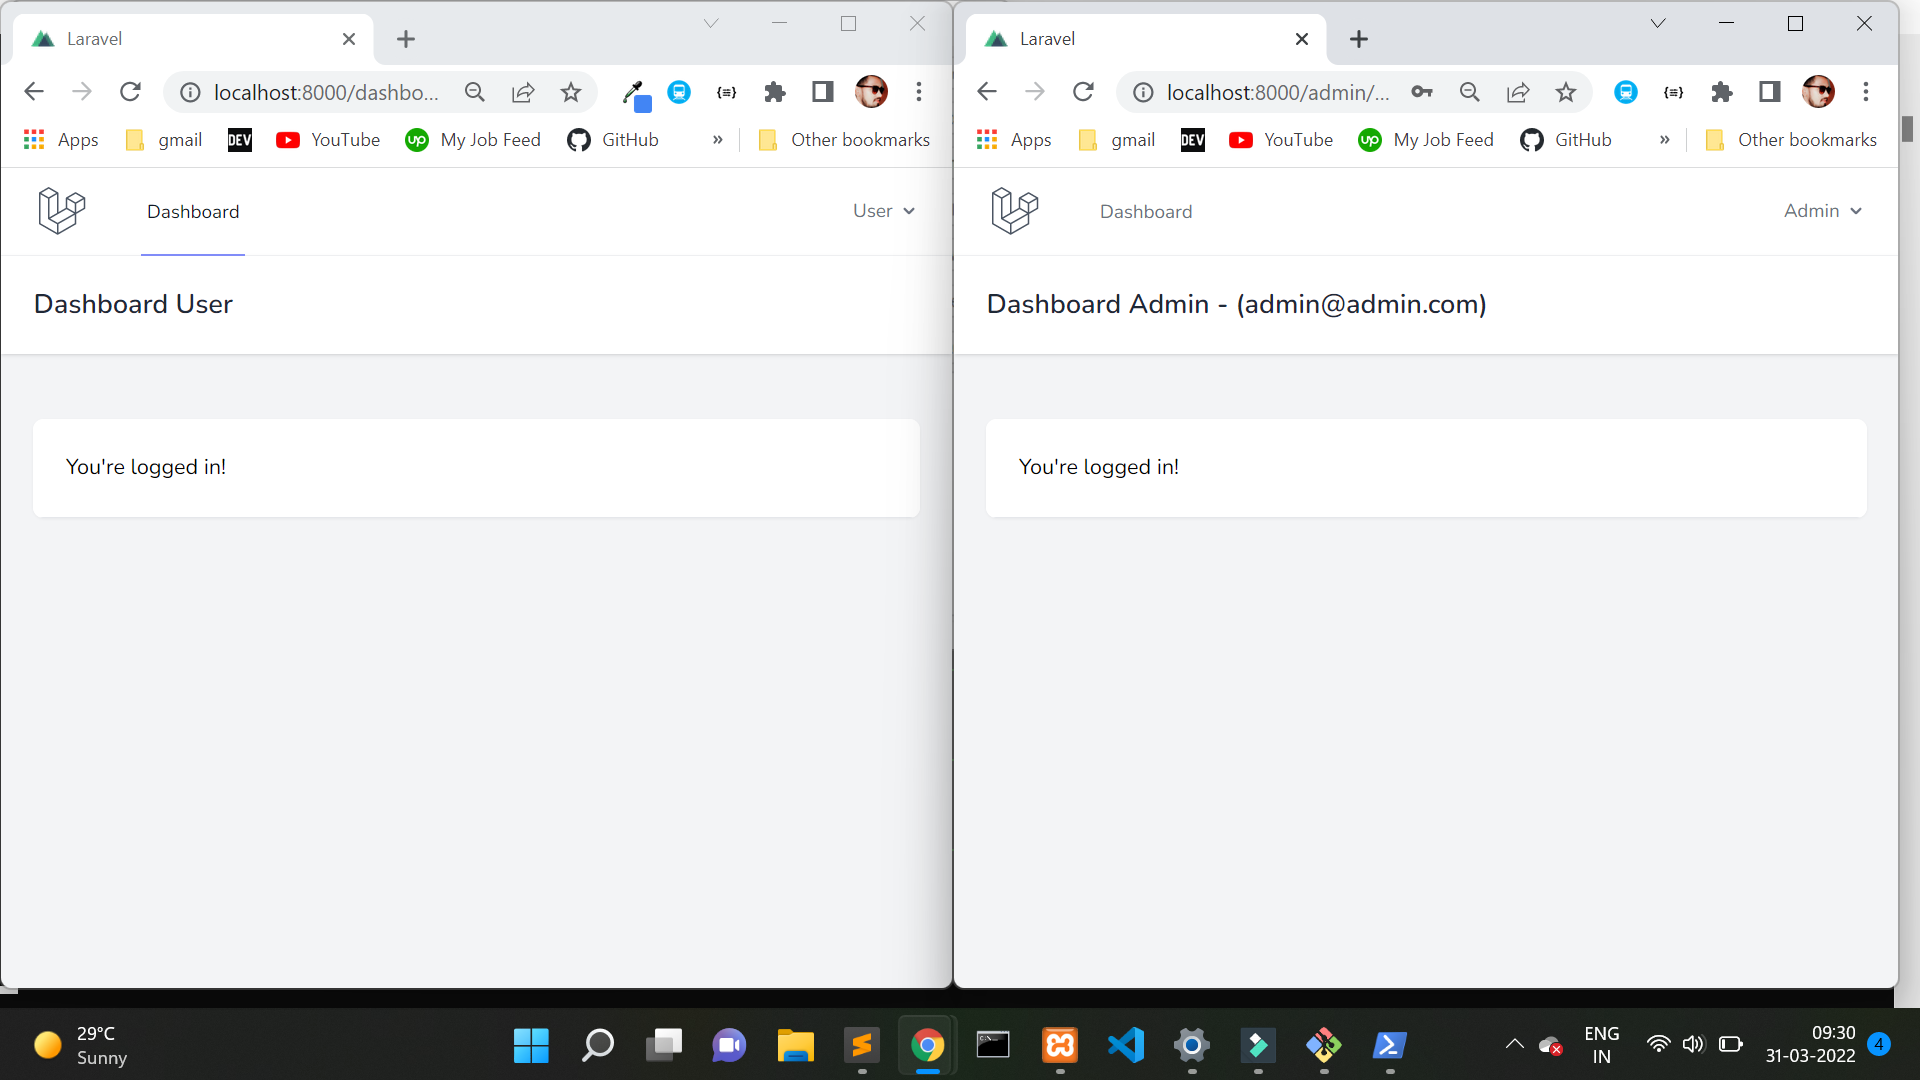 Laravel
localhost:8000/dashbo...
Apps gmail DEV YouTube up My Job Feed GitHub » Other bookmarks
Dashboard User
Dashboard User
You're logged in!
Laravel
localhost:8000/admin/...
Apps gmail DEV YouTube up My Job Feed GitHub » Other bookmarks
Dashboard Admin
Dashboard Admin - (admin@admin.com)
You're logged in!
29°C
Sunny
ENG
IN
09:30
31-03-2022
4